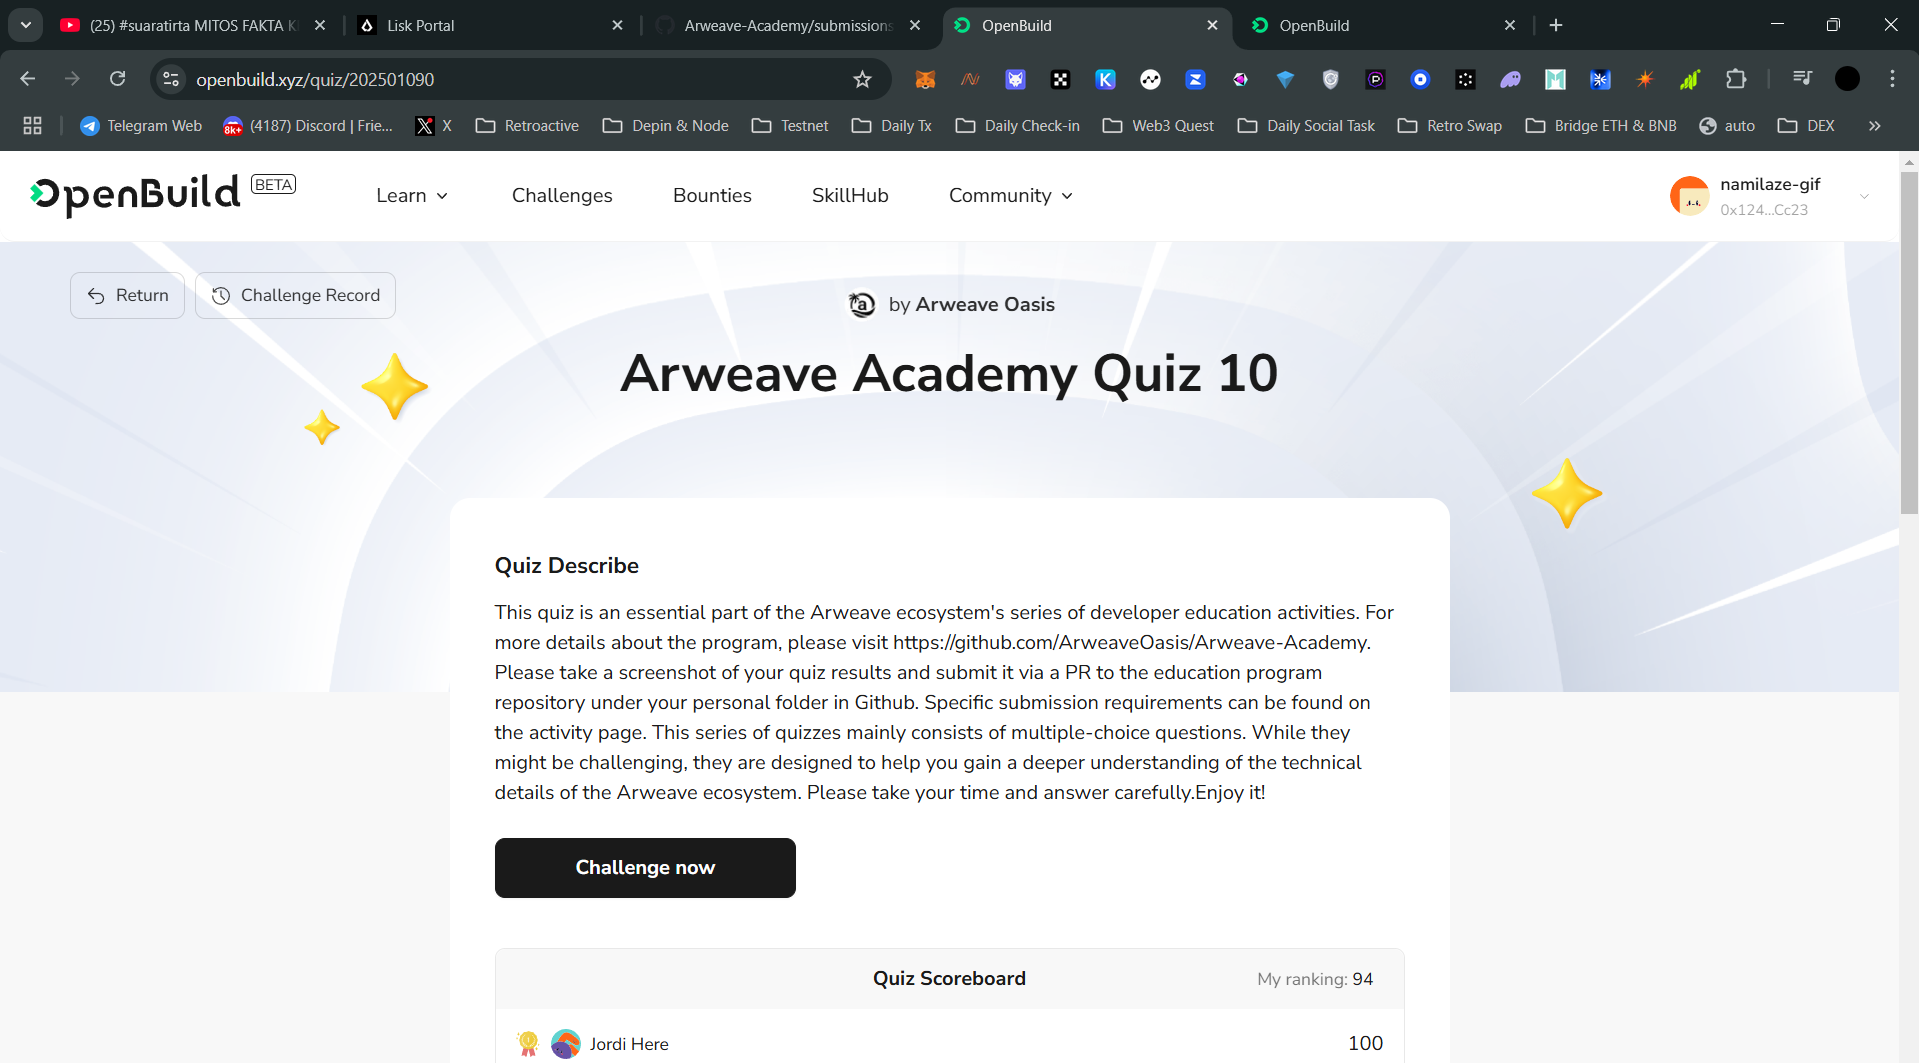 (25) #suaratirta MITOS FAKTA K
Lisk Portal
Arweave-Academy/submissions
OpenBuild
OpenBuild
openbuild.xyz/quiz/202501090
Telegram Web
8k+
(4187) Discord | Frie...
X
Retroactive
Depin & Node
Testnet
Daily Tx
Daily Check-in
Web3 Quest
Daily Social Task
Retro Swap
Bridge ETH & BNB
auto
DEX
OpenBuild BETA
Learn
Challenges
Bounties
SkillHub
Community
namilaze-gif
0x124...Cc23
Return
Challenge Record
by Arweave Oasis
Arweave Academy Quiz 10
Quiz Describe
This quiz is an essential part of the Arweave ecosystem's series of developer education activities. For
more details about the program, please visit https://github.com/ArweaveOasis/Arweave-Academy.
Please take a screenshot of your quiz results and submit it via a PR to the education program
repository under your personal folder in Github. Specific submission requirements can be found on
the activity page. This series of quizzes mainly consists of multiple-choice questions. While they
might be challenging, they are designed to help you gain a deeper understanding of the technical
details of the Arweave ecosystem. Please take your time and answer carefully.Enjoy it!
Challenge now
Quiz Scoreboard
My ranking: 94
Jordi Here
100